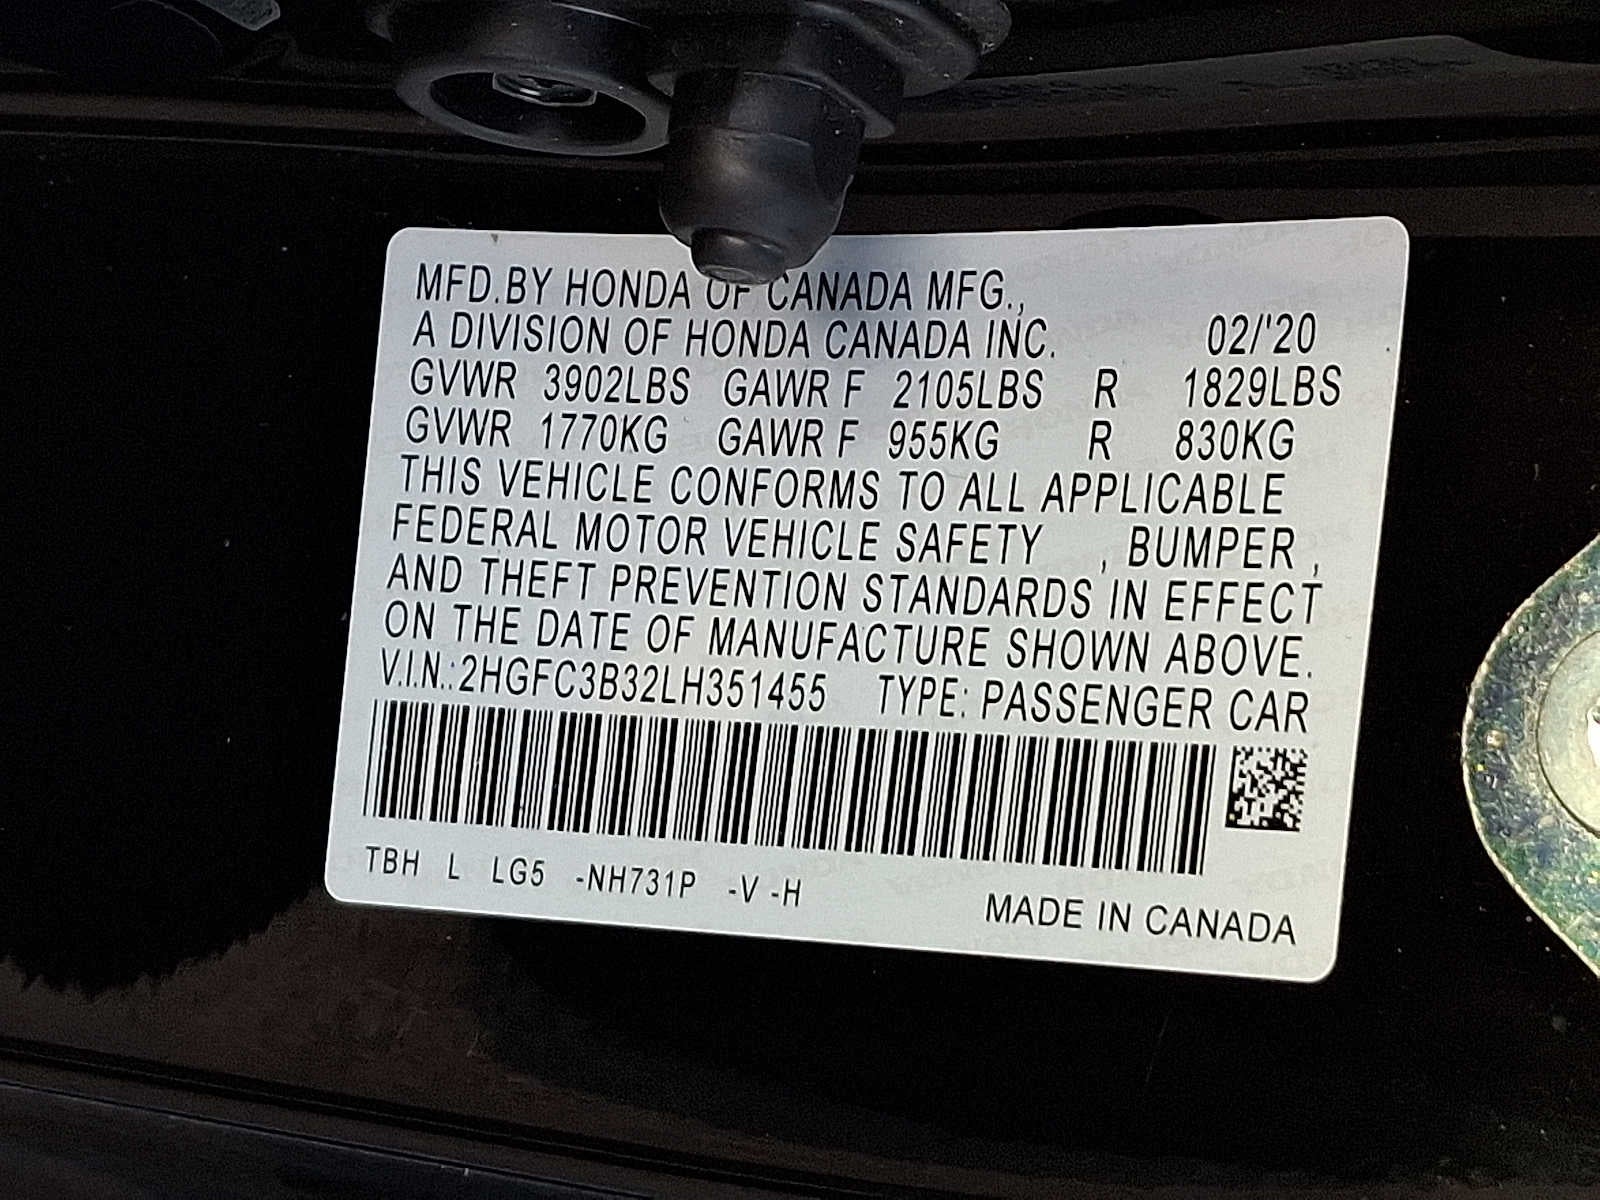 MFD.BY HONDA OF CANADA MFG.,
A DIVISION OF HONDA CANADA INC. 02/'20
GVWR 3902LBS GAWR F 2105LBS R 1829LBS
GVWR 1770KG GAWR F 955KG R 830KG
THIS VEHICLE CONFORMS TO ALL APPLICABLE
FEDERAL MOTOR VEHICLE SAFETY , BUMPER ,
AND THEFT PREVENTION STANDARDS IN EFFECT
ON THE DATE OF MANUFACTURE SHOWN ABOVE.
V.I.N.:2HGFC3B32LH351455 TYPE: PASSENGER CAR
TBH L LG5 -NH731P -V -H
MADE IN CANADA